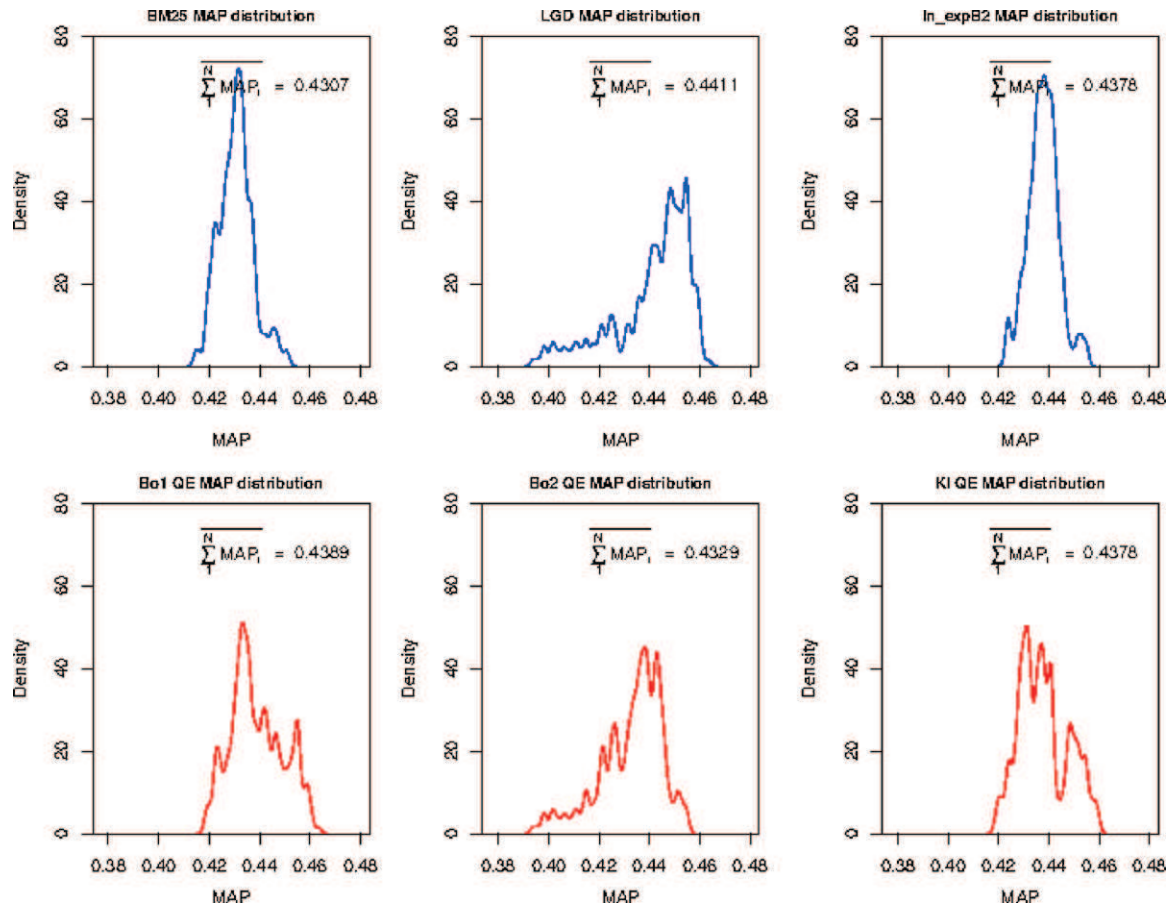 BM25 MAP distribution
LGD MAP distribution
In_expB2 MAP distribution
80
60
40
20
0
Density
N
∑ MAPᵢ = 0.4307
1
0.38 0.40 0.42 0.44 0.46 0.48
MAP
80
60
40
20
0
Density
N
∑ MAPᵢ = 0.4411
1
0.38 0.40 0.42 0.44 0.46 0.48
MAP
80
60
40
20
0
Density
N
∑ MAPᵢ = 0.4378
1
0.38 0.40 0.42 0.44 0.46 0.48
MAP
Bo1 QE MAP distribution
Bo2 QE MAP distribution
KI QE MAP distribution
80
60
40
20
0
Density
N
∑ MAPᵢ = 0.4389
1
0.38 0.40 0.42 0.44 0.46 0.48
MAP
80
60
40
20
0
Density
N
∑ MAPᵢ = 0.4329
1
0.38 0.40 0.42 0.44 0.46 0.48
MAP
80
60
40
20
0
Density
N
∑ MAPᵢ = 0.4378
1
0.38 0.40 0.42 0.44 0.46 0.48
MAP